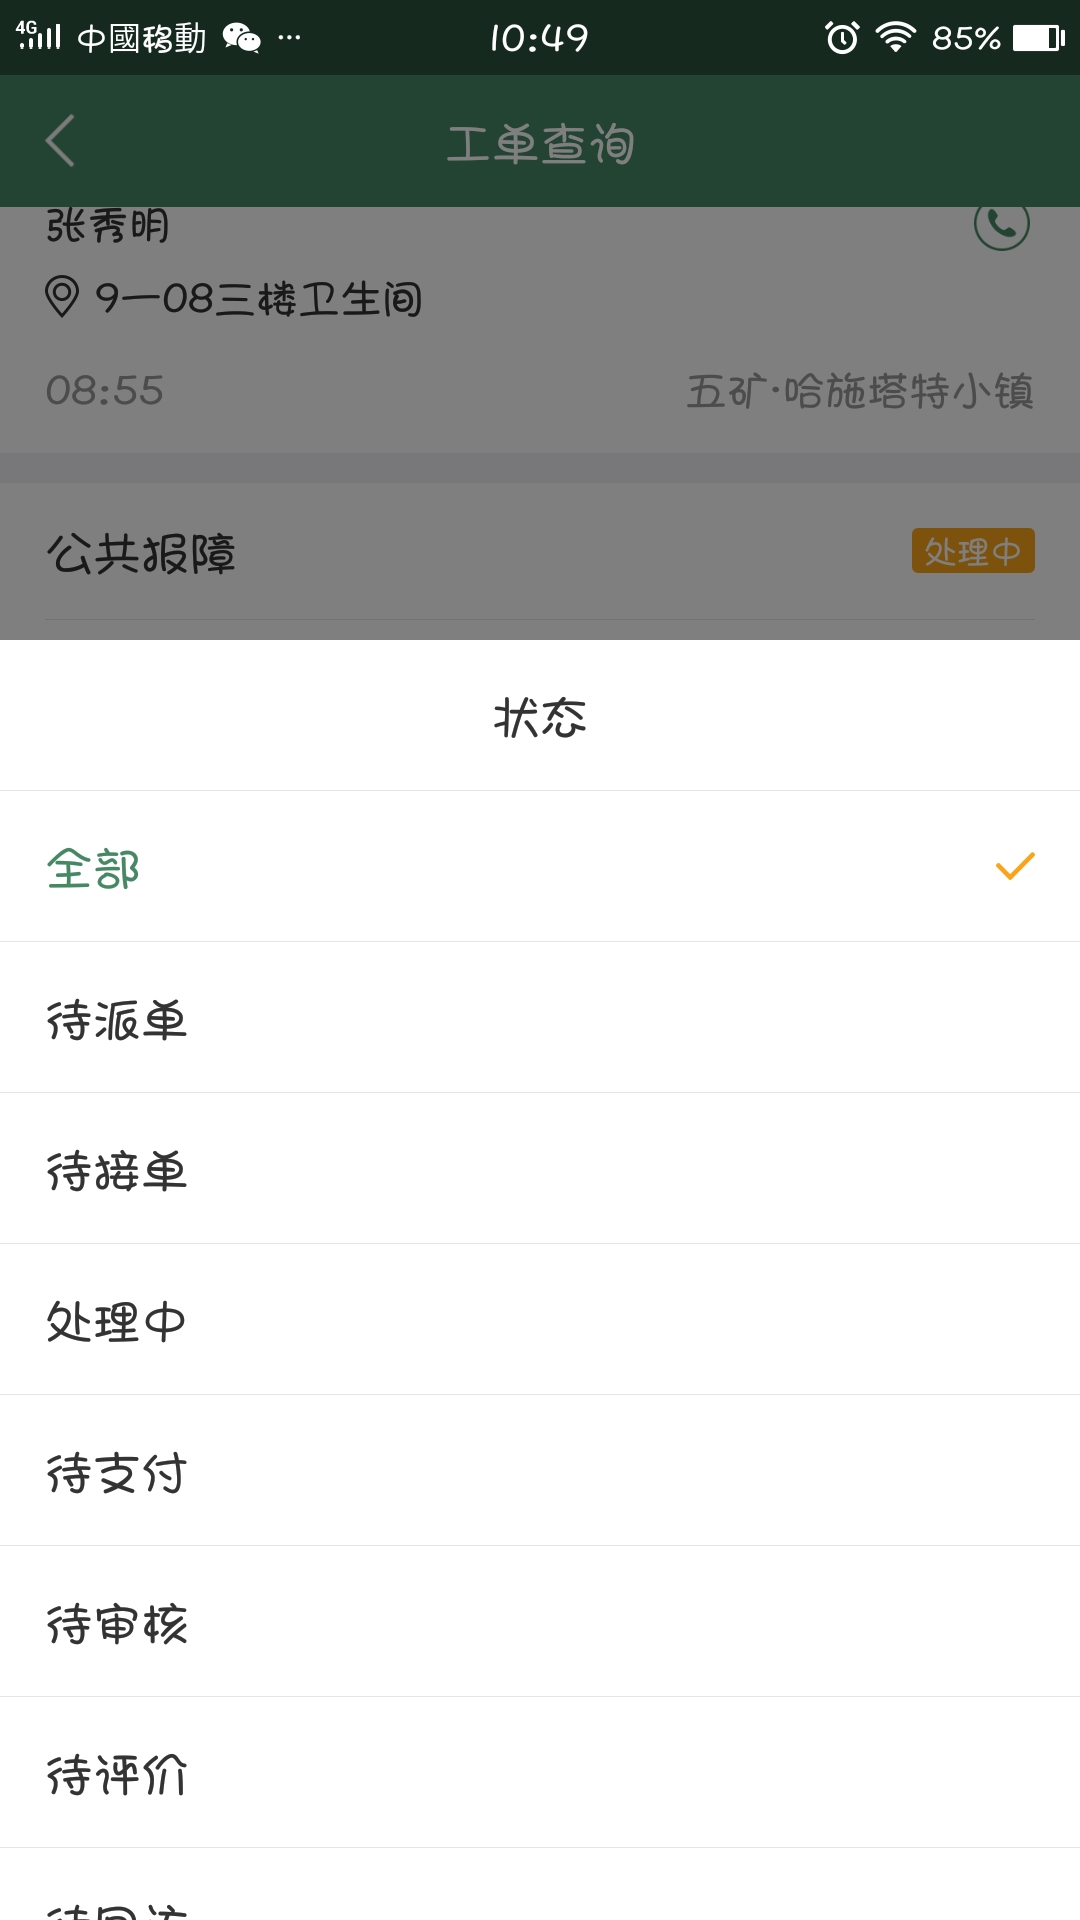 4G 中國移動 ··· 10:49 85%
工单查询
张秀明
9一08三楼卫生间
08:55 五矿·哈施塔特小镇
公共报障 处理中
状态
全部
待派单
待接单
处理中
待支付
待审核
待评价